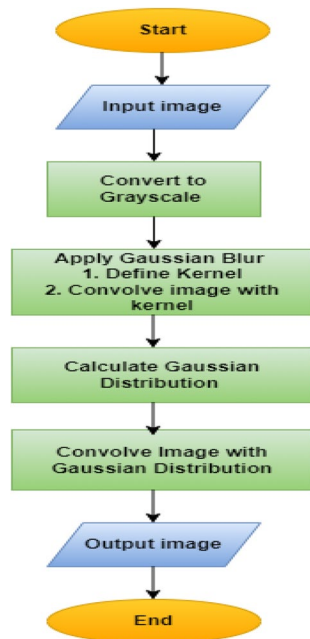 Start
Input image
Convert to
Grayscale
Apply Gaussian Blur
1. Define Kernel
2. Convolve image with
kernel
Calculate Gaussian
Distribution
Convolve Image with
Gaussian Distribution
Output image
End